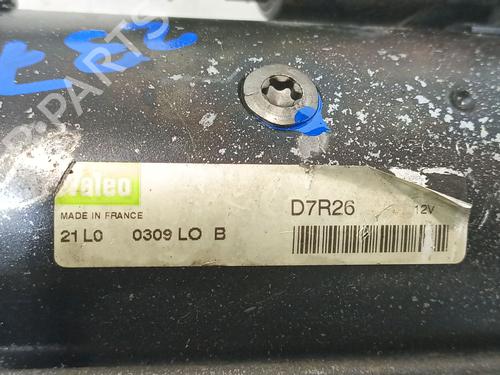 Valeo
MADE IN FRANCE
D7R26 12V
21 L0 0309 LO B